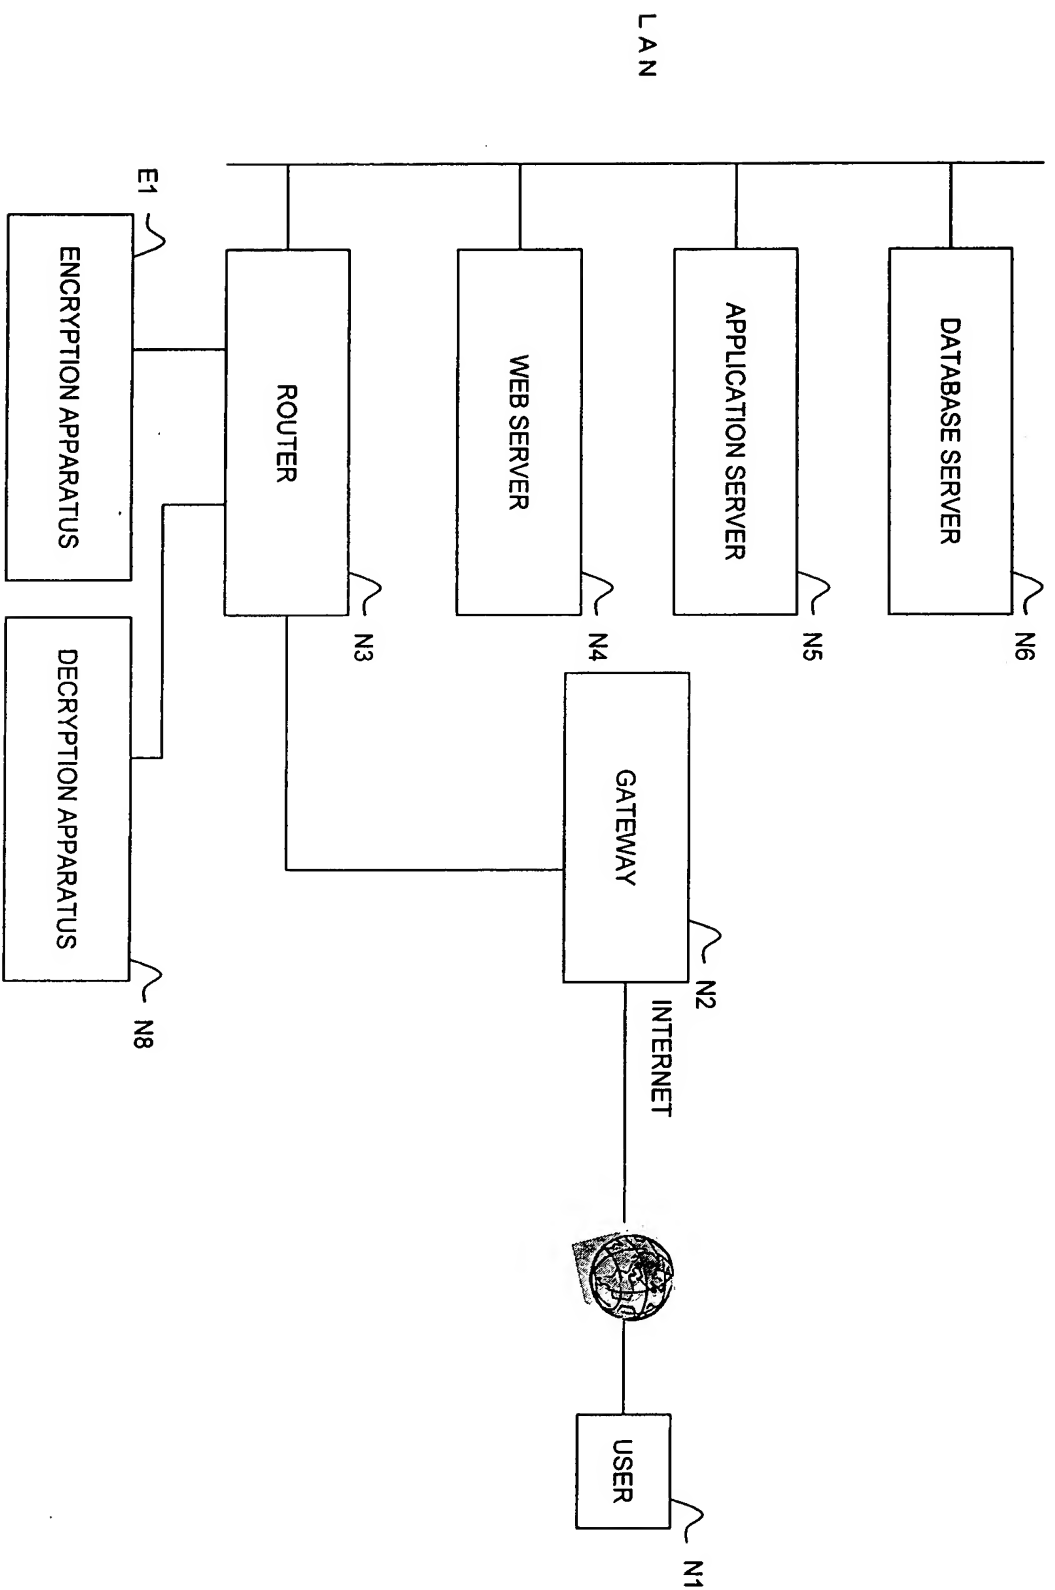 LAN
DATABASE SERVER
N6
APPLICATION SERVER
N5
WEB SERVER
N4
ROUTER
N3
E1
ENCRYPTION APPARATUS
DECRYPTION APPARATUS
N8
GATEWAY
N2
INTERNET
USER
N1